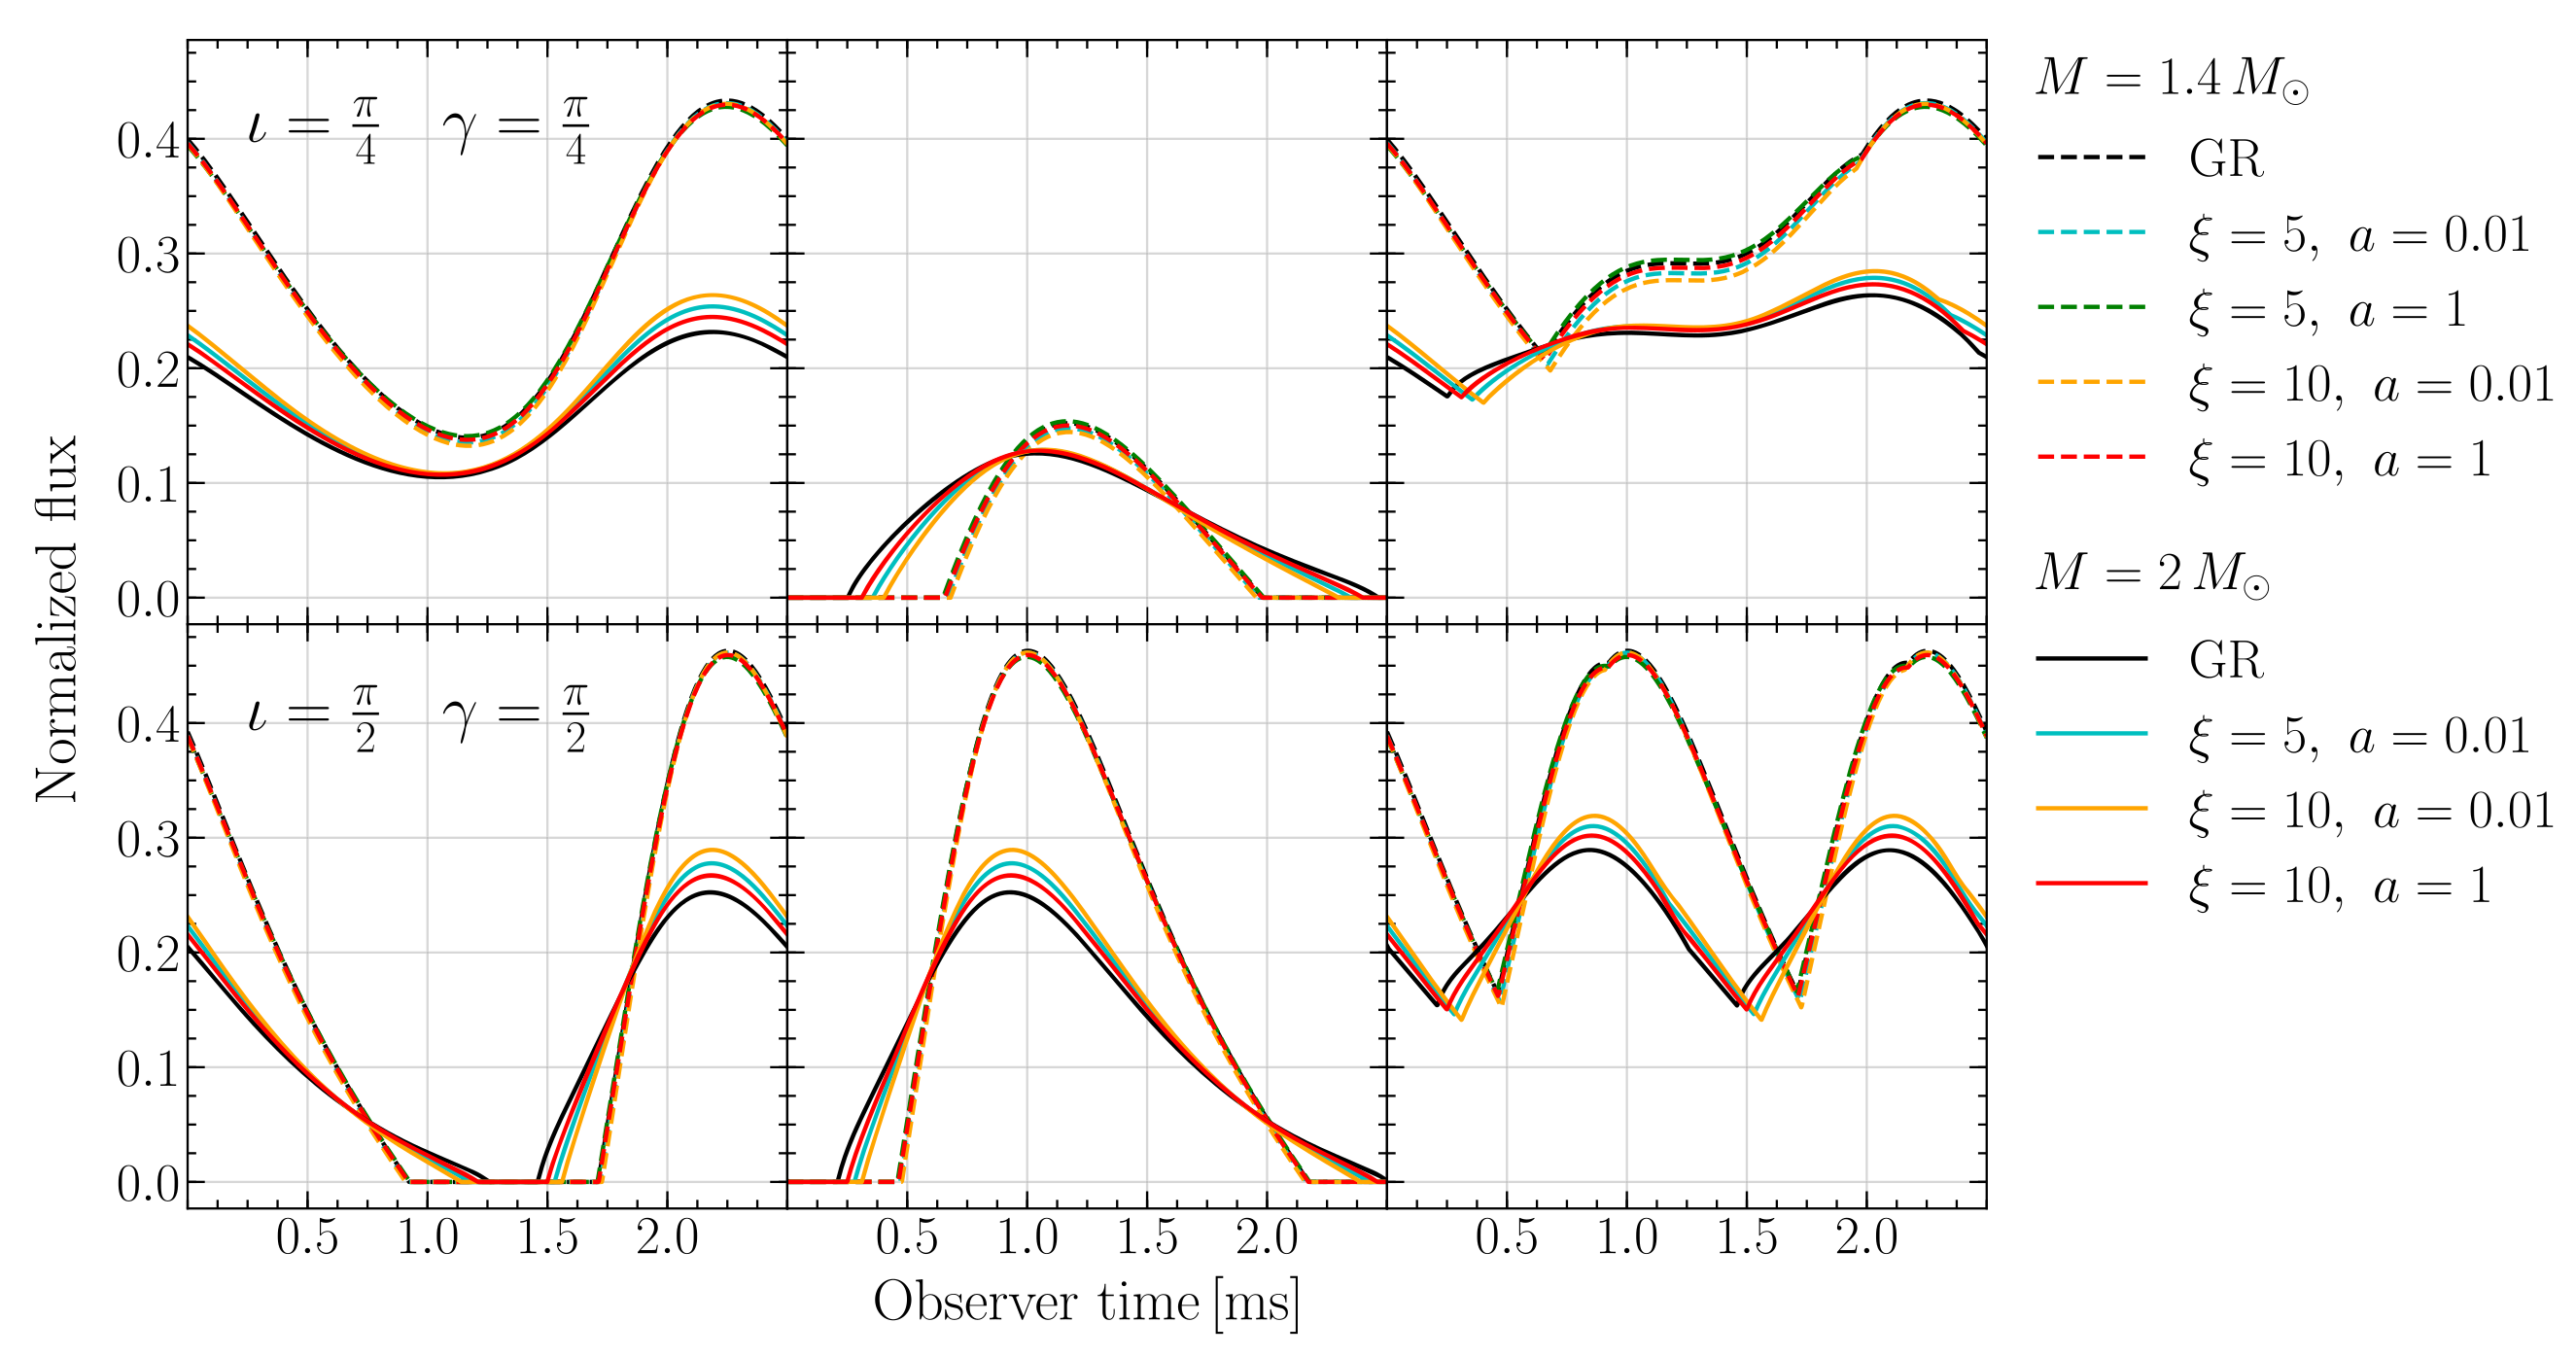 Normalized flux
0.4
0.3
0.2
0.1
0.0
ι = π/4 γ = π/4
0.4
0.3
0.2
0.1
0.0
ι = π/2 γ = π/2
0.5 1.0 1.5 2.0 0.5 1.0 1.5 2.0 0.5 1.0 1.5 2.0
Observer time [ms]
M = 1.4 M⊙
GR
ξ = 5, a = 0.01
ξ = 5, a = 1
ξ = 10, a = 0.01
ξ = 10, a = 1
M = 2 M⊙
GR
ξ = 5, a = 0.01
ξ = 10, a = 0.01
ξ = 10, a = 1